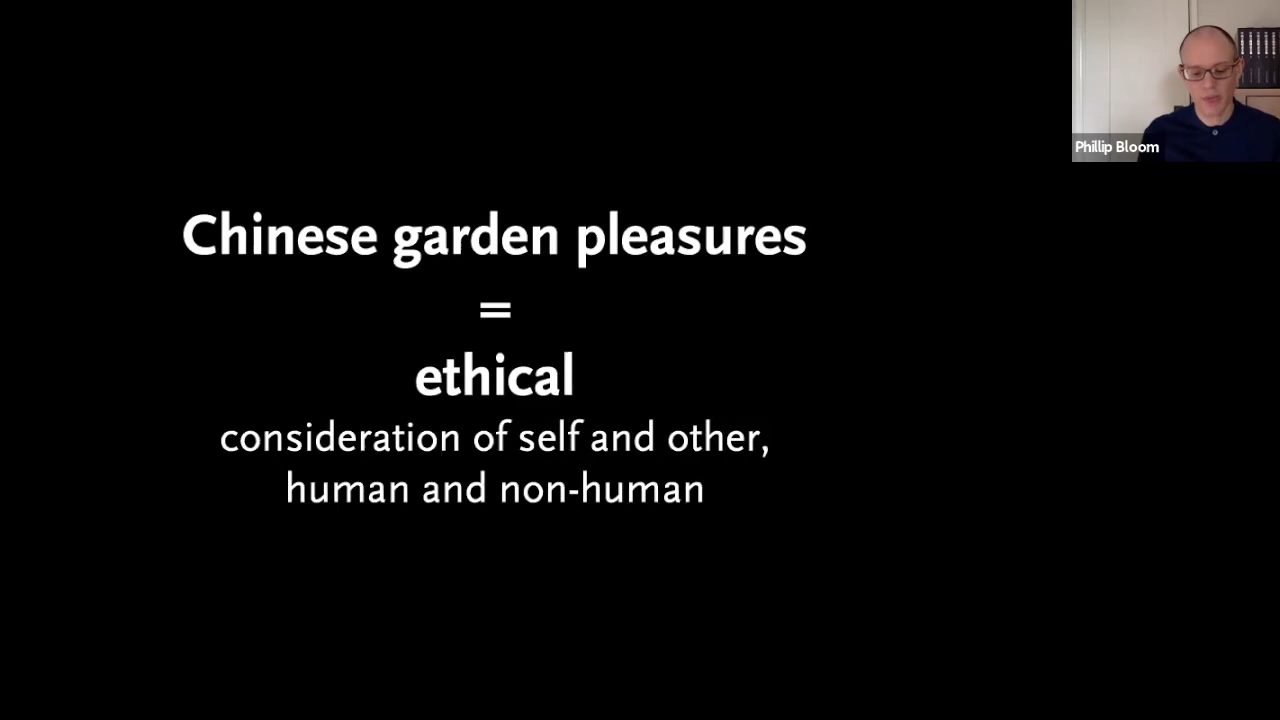 Chinese garden pleasures
=
ethical
consideration of self and other,
human and non-human
Phillip Bloom